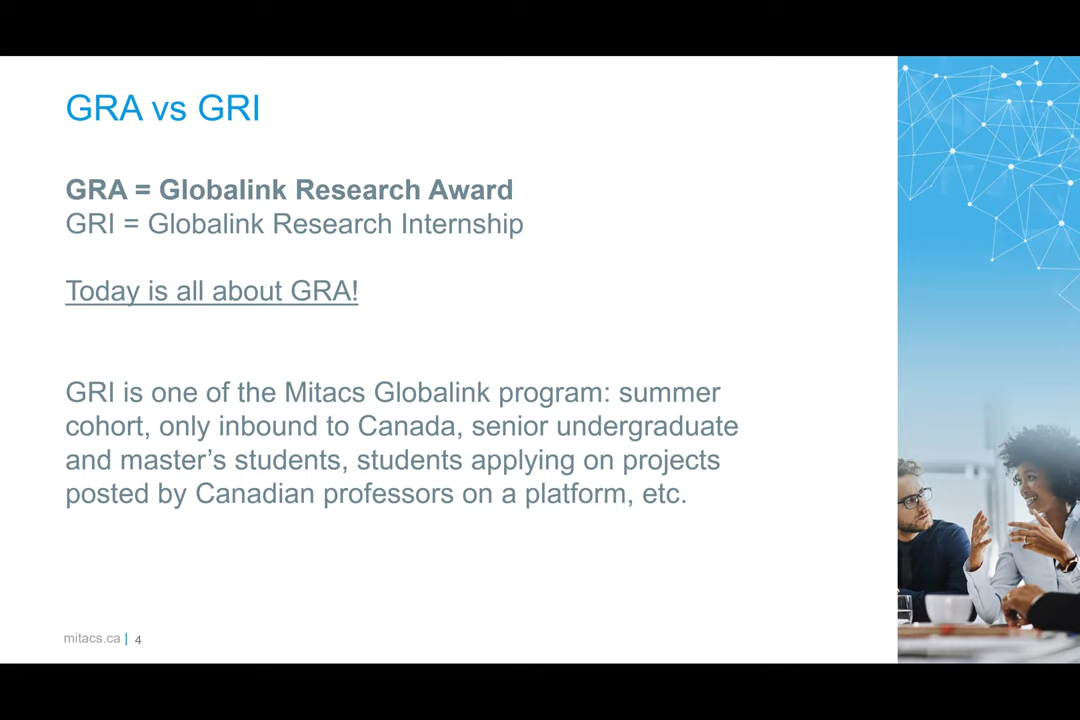 GRA vs GRI
GRA = Globalink Research Award
GRI = Globalink Research Internship
Today is all about GRA!
GRI is one of the Mitacs Globalink program: summer
cohort, only inbound to Canada, senior undergraduate
and master’s students, students applying on projects
posted by Canadian professors on a platform, etc.
mitacs.ca | 4